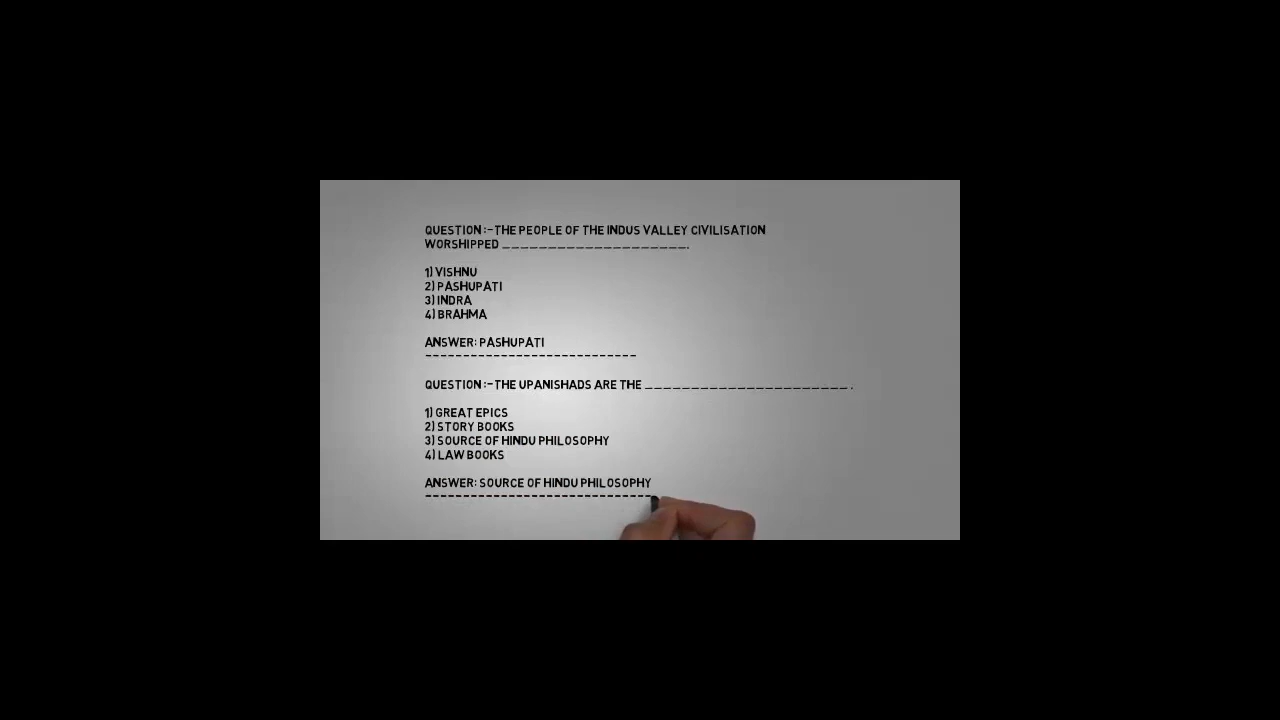 QUESTION :-THE PEOPLE OF THE INDUS VALLEY CIVILISATION
WORSHIPPED ___________________.
1) VISHNU
2) PASHUPATI
3) INDRA
4) BRAHMA
ANSWER: PASHUPATI
----------------------------
QUESTION :-THE UPANISHADS ARE THE _____________________ .
1) GREAT EPICS
2) STORY BOOKS
3) SOURCE OF HINDU PHILOSOPHY
4) LAW BOOKS
ANSWER: SOURCE OF HINDU PHILOSOPHY
-------------------------------